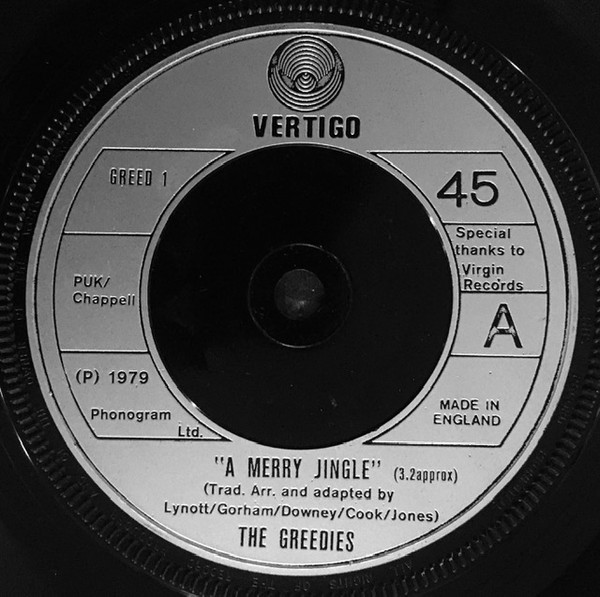 VERTIGO
GREED 1
45
Special
thanks to
Virgin
Records
PUK/
Chappell
A
(P) 1979
Phonogram
Ltd.
MADE IN
ENGLAND
"A MERRY JINGLE" (3.2approx)
(Trad. Arr. and adapted by
Lynott/Gorham/Downey/Cook/Jones)
THE GREEDIES